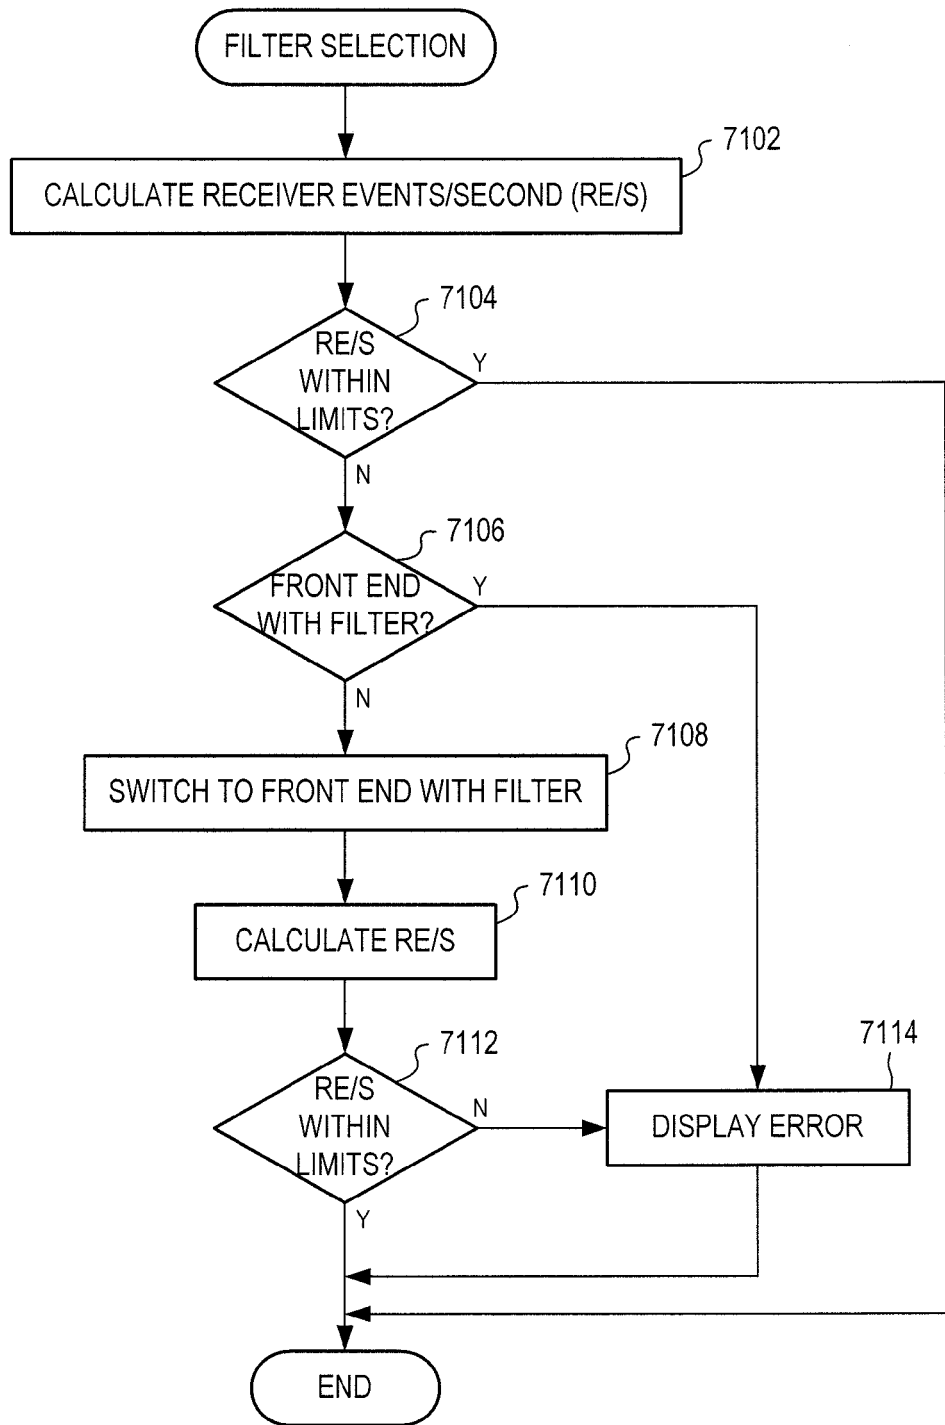 FILTER SELECTION
7102
CALCULATE RECEIVER EVENTS/SECOND (RE/S)
7104
RE/S
WITHIN
LIMITS?
Y
N
7106
FRONT END
WITH FILTER?
Y
N
7108
SWITCH TO FRONT END WITH FILTER
7110
CALCULATE RE/S
7112
RE/S
WITHIN
LIMITS?
N
Y
7114
DISPLAY ERROR
END